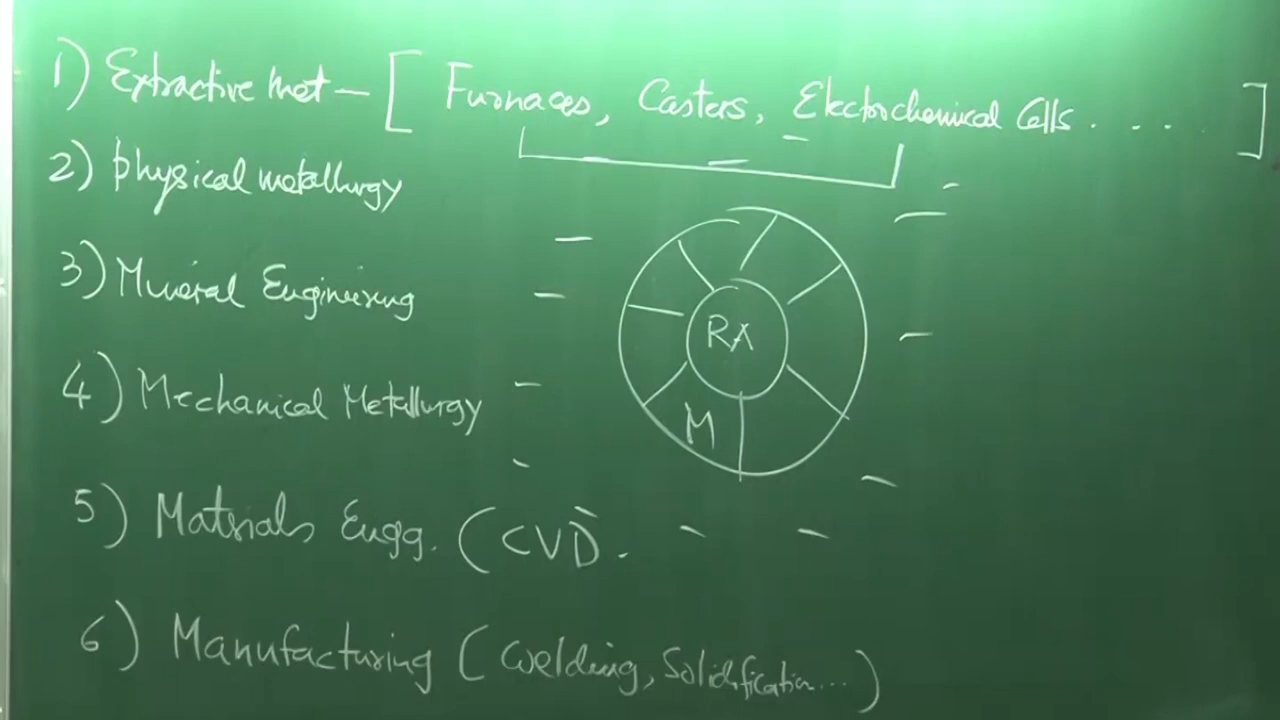 1) Extractive Met — [ Furnaces, Casters, Electrochemical Cells . . . . ]
2) Physical metallurgy
3) Mineral Engineering
RA
4) Mechanical Metallurgy
M
5) Materials Engg. (CVD.
6) Manufacturing (Welding, Solidification...)